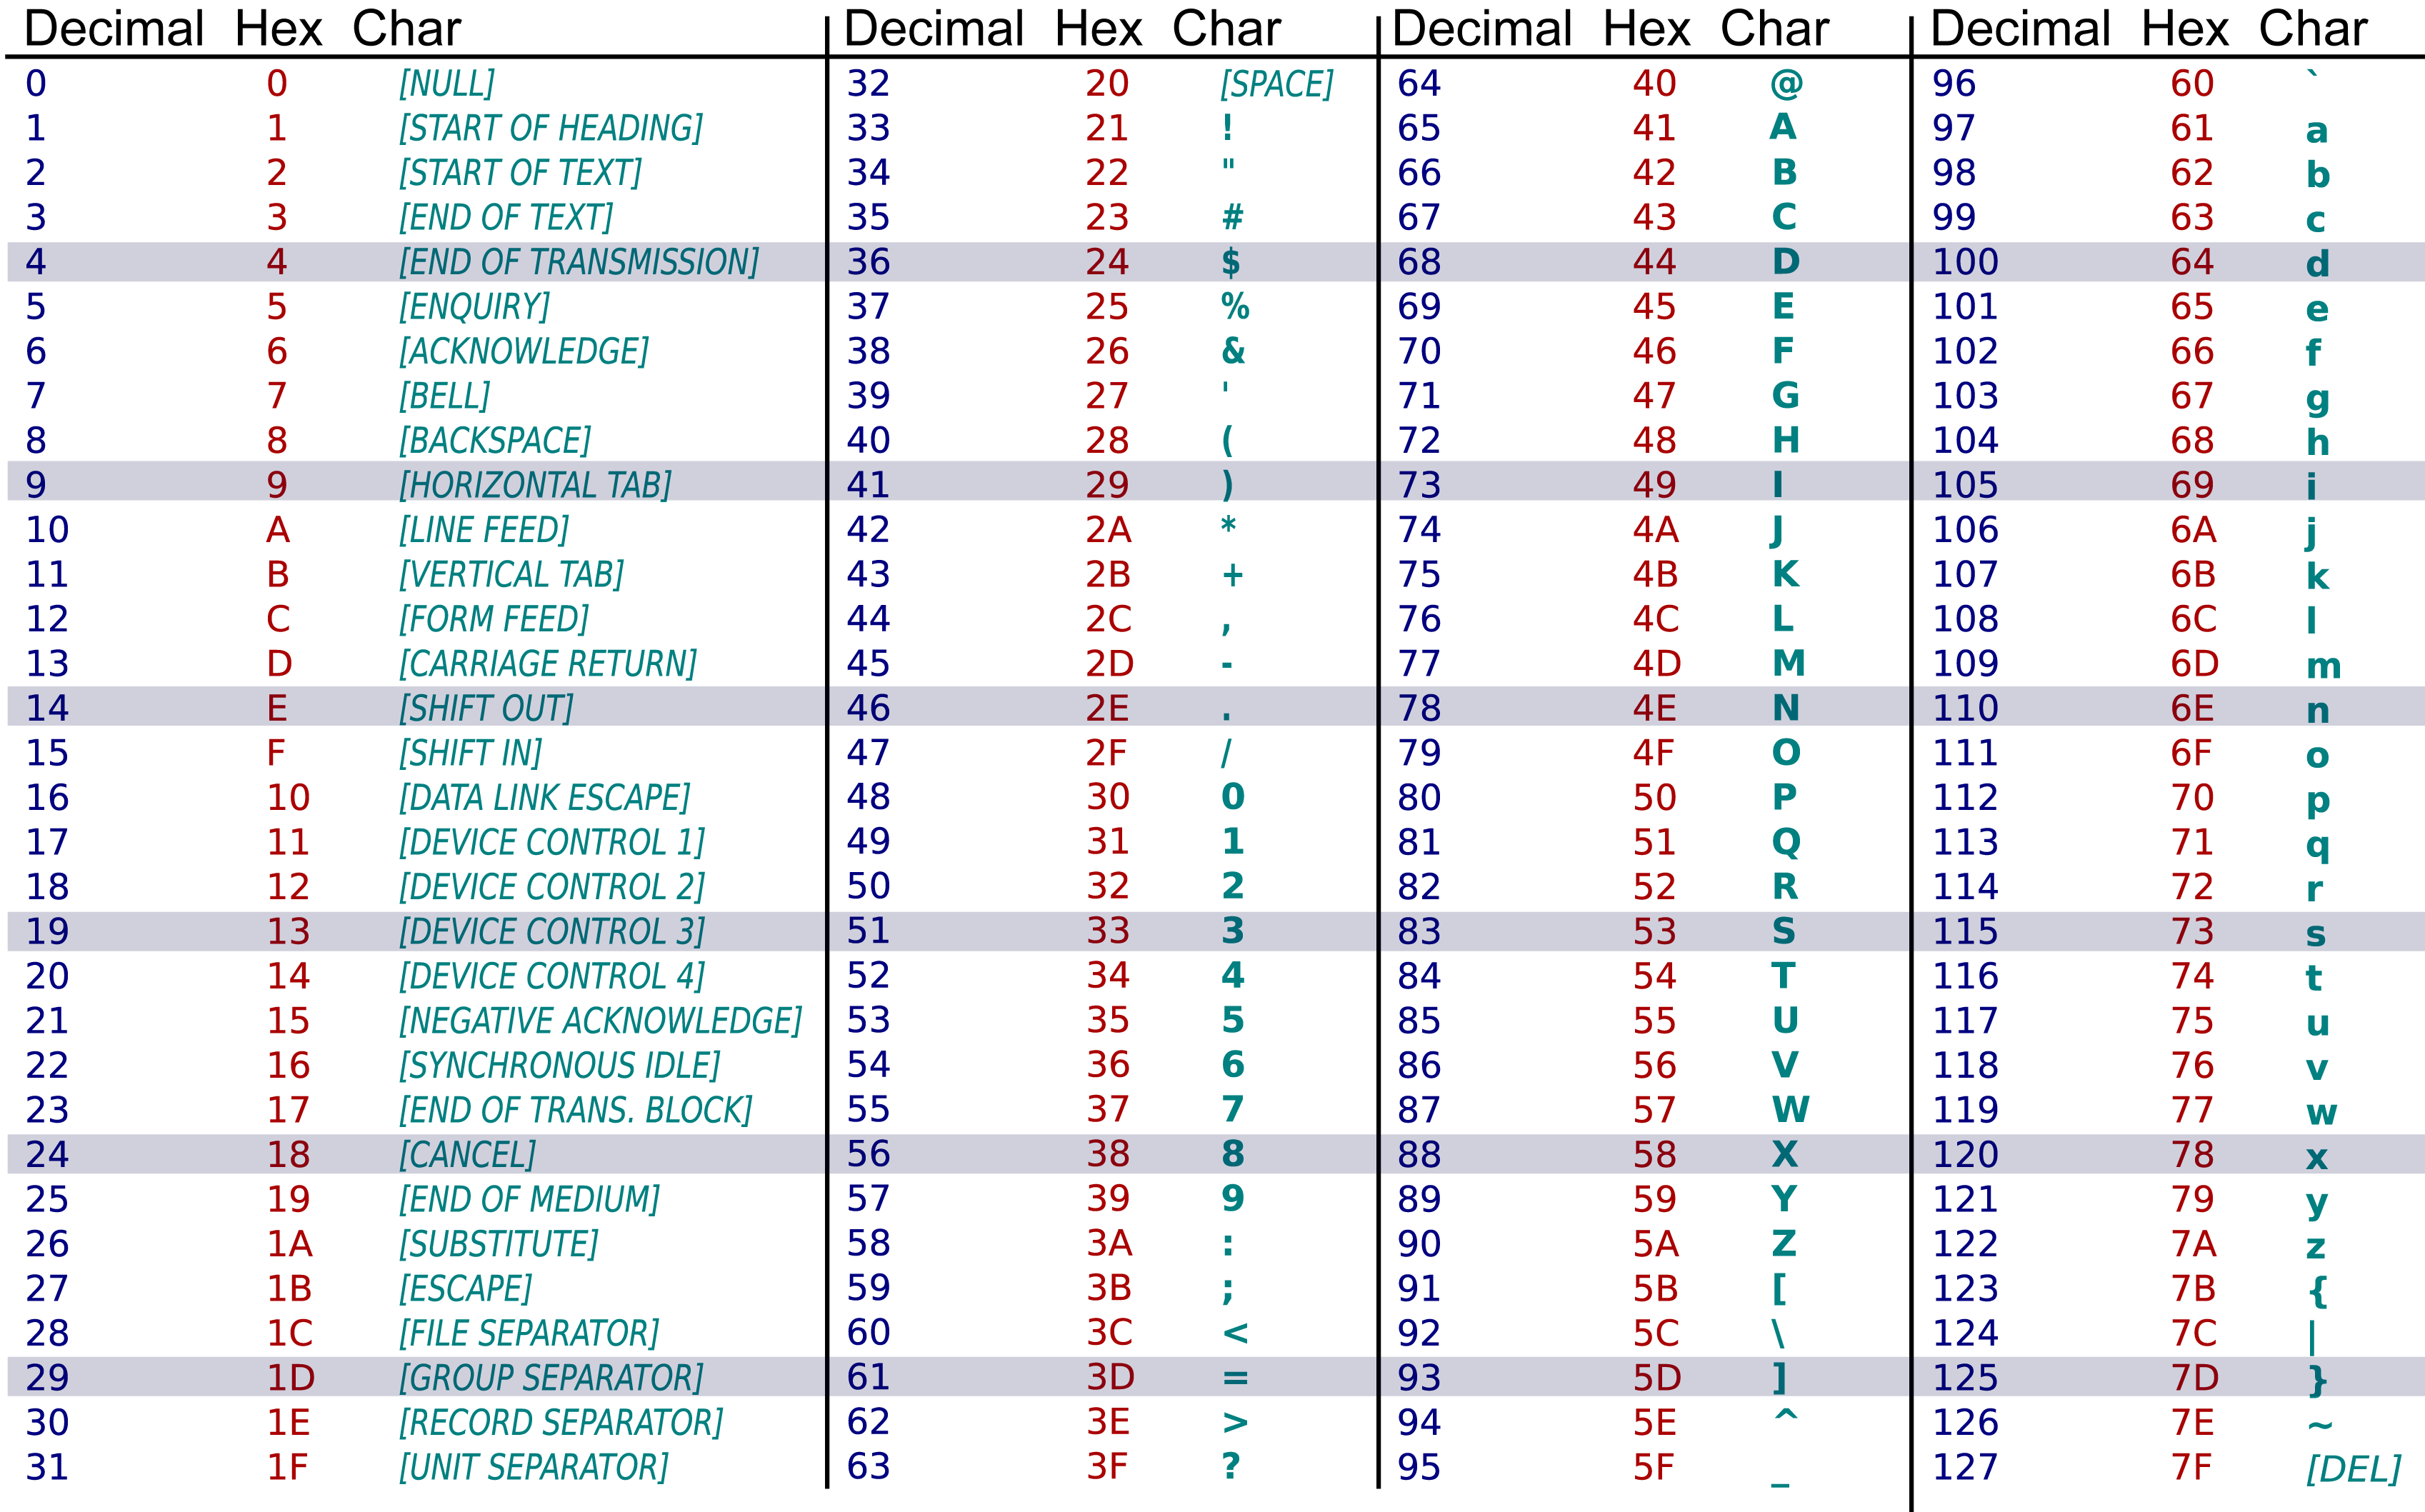 Decimal Hex Char Decimal Hex Char Decimal Hex Char Decimal Hex Char
0 0 [NULL] 32 20 [SPACE] 64 40 @ 96 60 `
1 1 [START OF HEADING] 33 21 ! 65 41 A 97 61 a
2 2 [START OF TEXT] 34 22 " 66 42 B 98 62 b
3 3 [END OF TEXT] 35 23 # 67 43 C 99 63 c
4 4 [END OF TRANSMISSION] 36 24 $ 68 44 D 100 64 d
5 5 [ENQUIRY] 37 25 % 69 45 E 101 65 e
6 6 [ACKNOWLEDGE] 38 26 & 70 46 F 102 66 f
7 7 [BELL] 39 27 ' 71 47 G 103 67 g
8 8 [BACKSPACE] 40 28 ( 72 48 H 104 68 h
9 9 [HORIZONTAL TAB] 41 29 ) 73 49 I 105 69 i
10 A [LINE FEED] 42 2A * 74 4A J 106 6A j
11 B [VERTICAL TAB] 43 2B + 75 4B K 107 6B k
12 C [FORM FEED] 44 2C , 76 4C L 108 6C l
13 D [CARRIAGE RETURN] 45 2D - 77 4D M 109 6D m
14 E [SHIFT OUT] 46 2E . 78 4E N 110 6E n
15 F [SHIFT IN] 47 2F / 79 4F O 111 6F o
16 10 [DATA LINK ESCAPE] 48 30 0 80 50 P 112 70 p
17 11 [DEVICE CONTROL 1] 49 31 1 81 51 Q 113 71 q
18 12 [DEVICE CONTROL 2] 50 32 2 82 52 R 114 72 r
19 13 [DEVICE CONTROL 3] 51 33 3 83 53 S 115 73 s
20 14 [DEVICE CONTROL 4] 52 34 4 84 54 T 116 74 t
21 15 [NEGATIVE ACKNOWLEDGE] 53 35 5 85 55 U 117 75 u
22 16 [SYNCHRONOUS IDLE] 54 36 6 86 56 V 118 76 v
23 17 [END OF TRANS. BLOCK] 55 37 7 87 57 W 119 77 w
24 18 [CANCEL] 56 38 8 88 58 X 120 78 x
25 19 [END OF MEDIUM] 57 39 9 89 59 Y 121 79 y
26 1A [SUBSTITUTE] 58 3A : 90 5A Z 122 7A z
27 1B [ESCAPE] 59 3B ; 91 5B [ 123 7B {
28 1C [FILE SEPARATOR] 60 3C < 92 5C \ 124 7C |
29 1D [GROUP SEPARATOR] 61 3D = 93 5D ] 125 7D }
30 1E [RECORD SEPARATOR] 62 3E > 94 5E ^ 126 7E ~
31 1F [UNIT SEPARATOR] 63 3F ? 95 5F _ 127 7F [DEL]